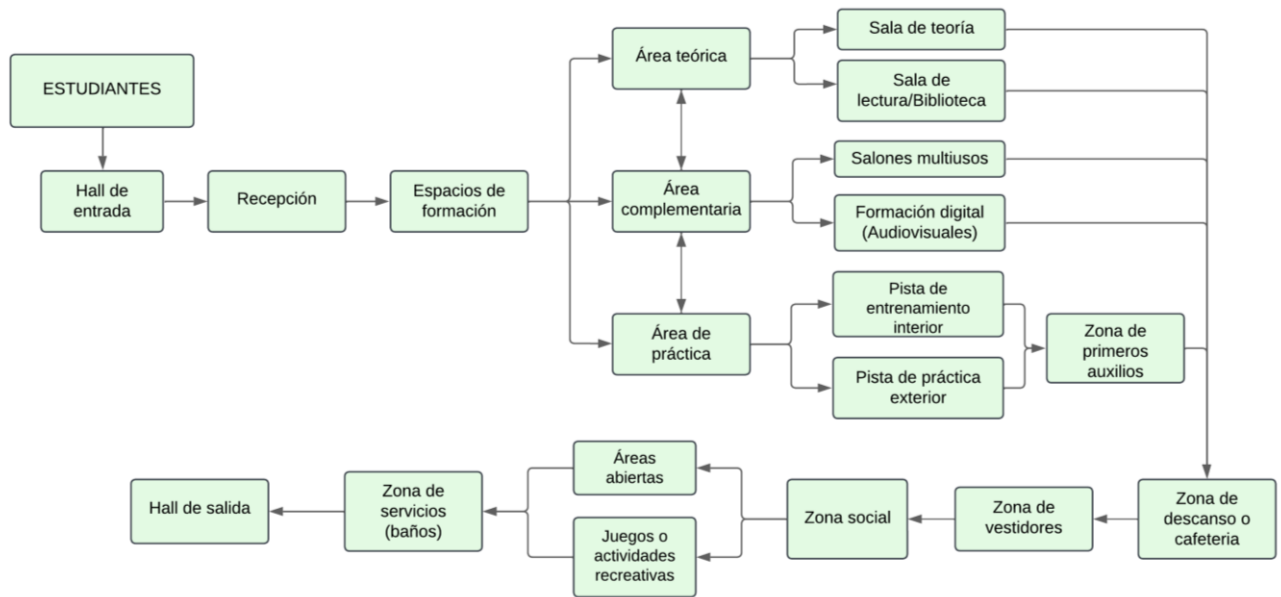 ESTUDIANTES
Hall de
entrada
Recepción
Espacios de
formación
Área teórica
Área
complementaria
Área de
práctica
Sala de teoría
Sala de
lectura/Biblioteca
Salones multiusos
Formación digital
(Audiovisuales)
Pista de
entrenamiento
interior
Pista de práctica
exterior
Zona de
primeros
auxilios
Zona de
descanso o
cafeteria
Zona de
vestidores
Zona social
Áreas
abiertas
Juegos o
actividades
recreativas
Zona de
servicios
(baños)
Hall de salida